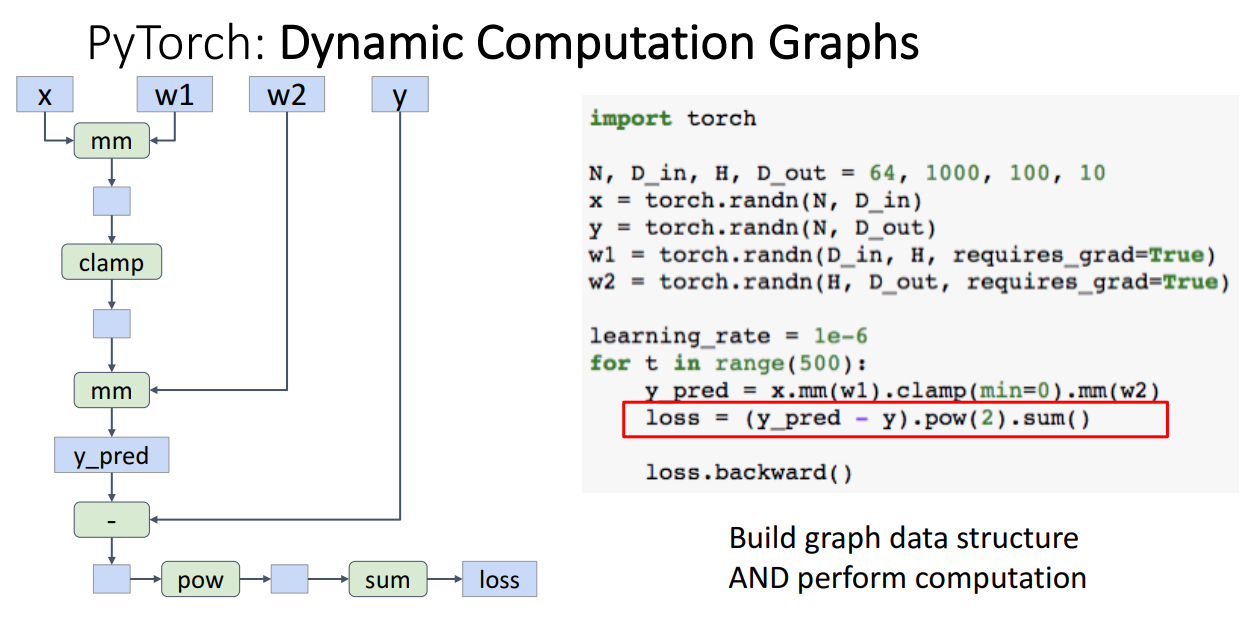 PyTorch: Dynamic Computation Graphs
x w1 w2 y
mm
clamp
mm
y_pred
-
pow sum loss
import torch
N, D_in, H, D_out = 64, 1000, 100, 10
x = torch.randn(N, D_in)
y = torch.randn(N, D_out)
w1 = torch.randn(D_in, H, requires_grad=True)
w2 = torch.randn(H, D_out, requires_grad=True)
learning_rate = 1e-6
for t in range(500):
    y_pred = x.mm(w1).clamp(min=0).mm(w2)
    loss = (y_pred - y).pow(2).sum()
    loss.backward()
Build graph data structure
AND perform computation